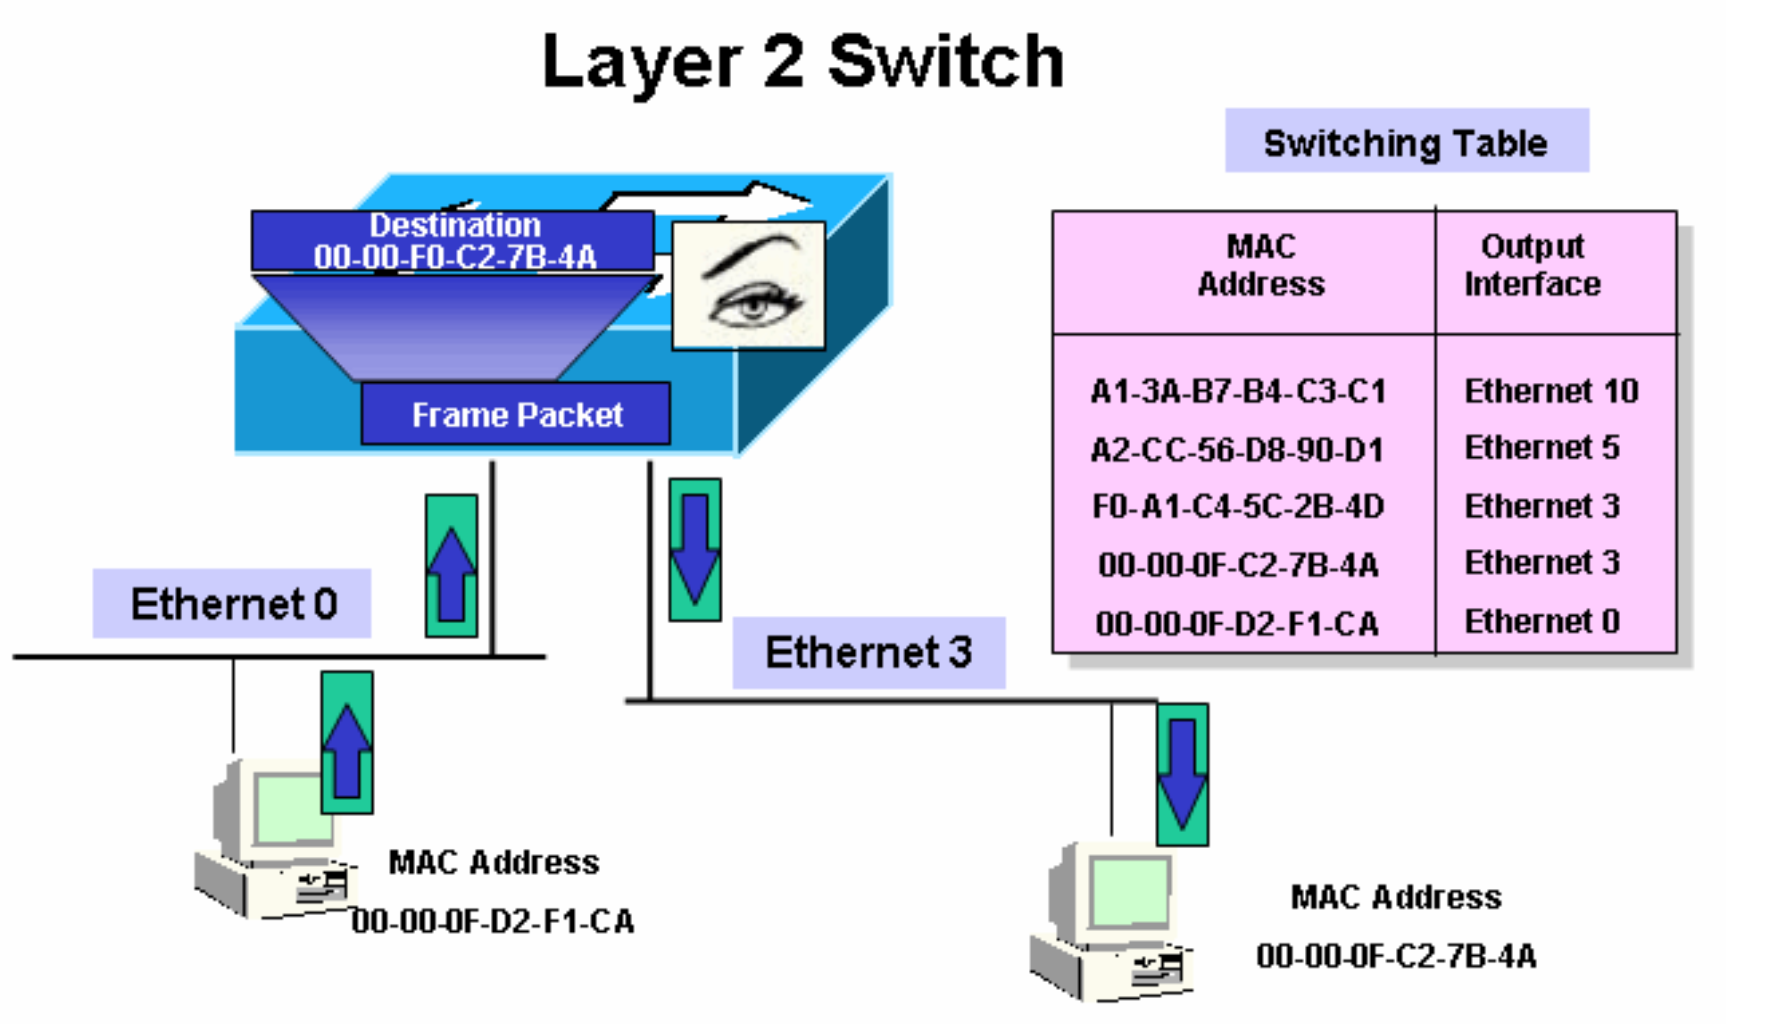 Layer 2 Switch
Switching Table
Destination
00-00-F0-C2-7B-4A
Frame Packet
MAC Address
Output Interface
A1-3A-B7-B4-C3-C1 Ethernet 10
A2-CC-56-D8-90-D1 Ethernet 5
F0-A1-C4-5C-2B-4D Ethernet 3
00-00-0F-C2-7B-4A Ethernet 3
00-00-0F-D2-F1-CA Ethernet 0
Ethernet 0
Ethernet 3
MAC Address
00-00-0F-D2-F1-CA
MAC Address
00-00-0F-C2-7B-4A